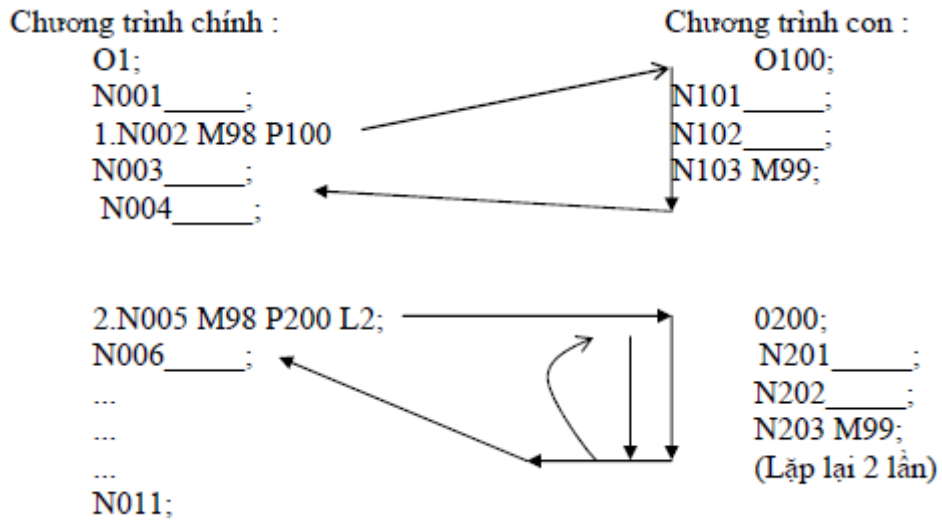 Chương trình chính :
O1;
N001_____;
1.N002 M98 P100
N003_____;
N004_____;
2.N005 M98 P200 L2;
N006_____;
...
...
...
N011;
Chương trình con :
O100;
N101_____;
N102_____;
N103 M99;
0200;
N201_____;
N202_____;
N203 M99;
(Lặp lại 2 lần)